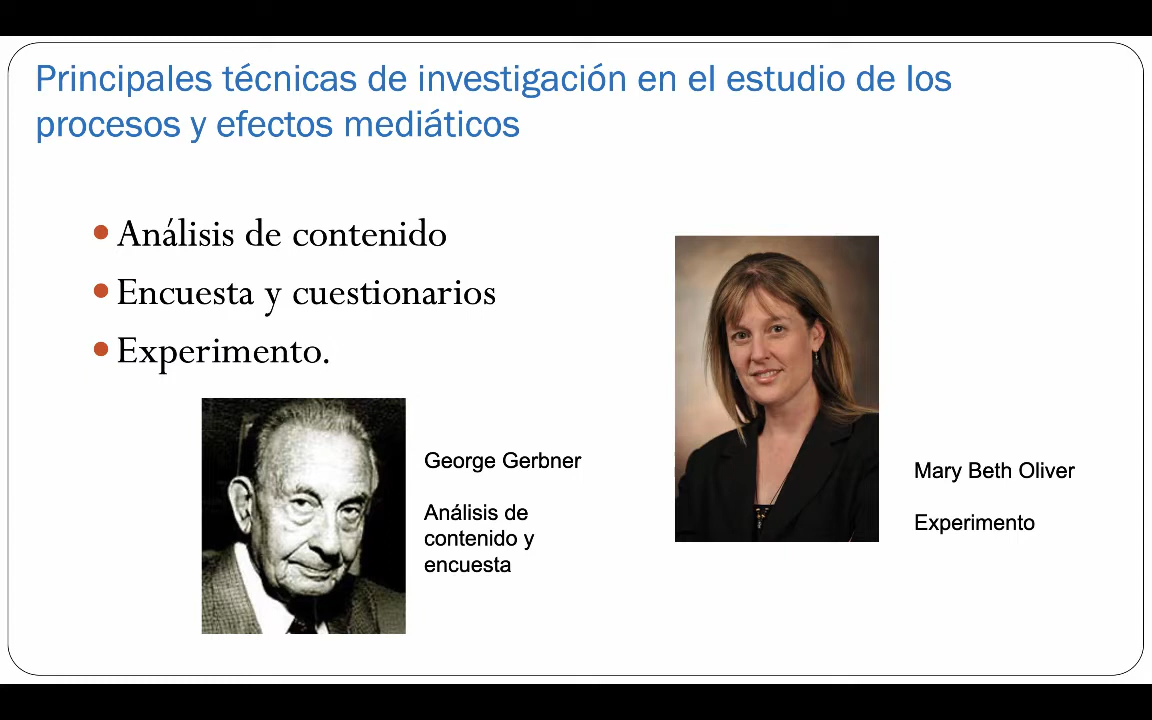 Principales técnicas de investigación en el estudio de los
procesos y efectos mediáticos
Análisis de contenido
Encuesta y cuestionarios
Experimento.
George Gerbner
Análisis de
contenido y
encuesta
Mary Beth Oliver
Experimento